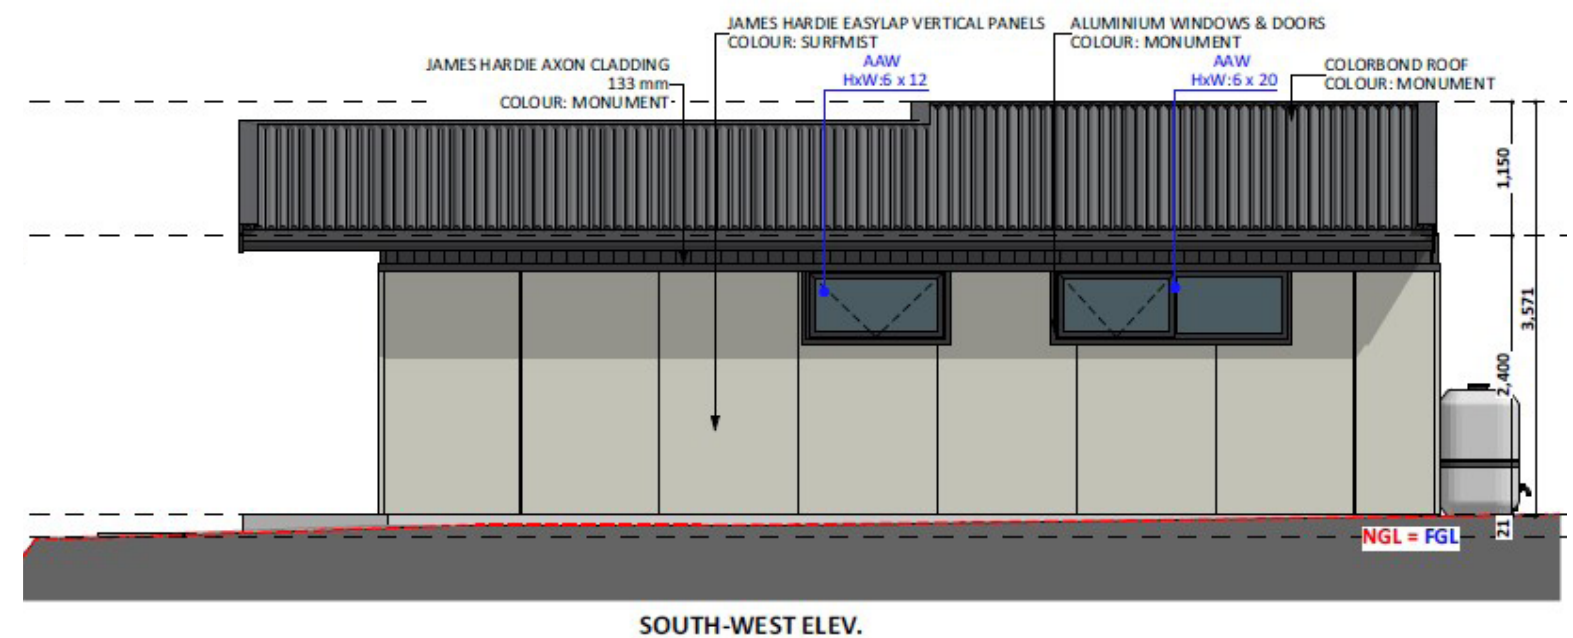 JAMES HARDIE EASYLAP VERTICAL PANELS
COLOUR: SURFMIST
ALUMINIUM WINDOWS & DOORS
COLOUR: MONUMENT
JAMES HARDIE AXON CLADDING
133 mm
COLOUR: MONUMENT
AAW
HxW:6 x 12
AAW
HxW:6 x 20
COLORBOND ROOF
COLOUR: MONUMENT
1,150
3,571
2,400
21
NGL = FGL
SOUTH-WEST ELEV.